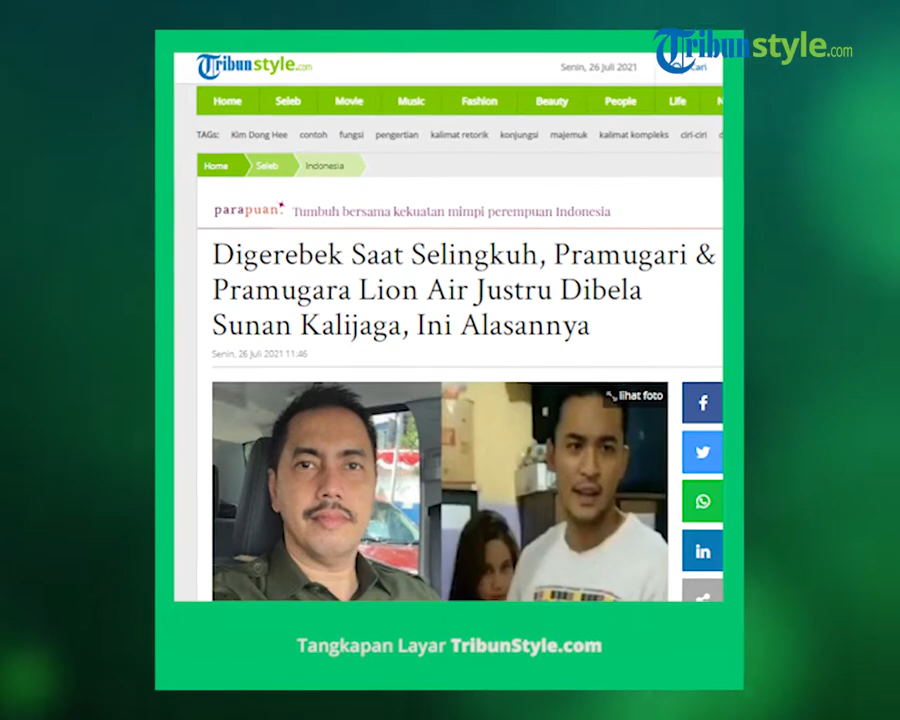 Tribunstyle.com
Tribunstyle.com
Senin, 26 Juli 2021
Cari
Home Seleb Movie Music Fashion Beauty People Life N
TAGs: Kim Dong Hee contoh fungsi pengertian kalimat retorik konjungsi majemuk kalimat kompleks ciri-ciri
Home Seleb Indonesia
parapuan. Tumbuh bersama kekuatan mimpi perempuan Indonesia
Digerebek Saat Selingkuh, Pramugari &
Pramugara Lion Air Justru Dibela
Sunan Kalijaga, Ini Alasannya
Senin, 26 Juli 2021 11:46
lihat foto
Tangkapan Layar TribunStyle.com